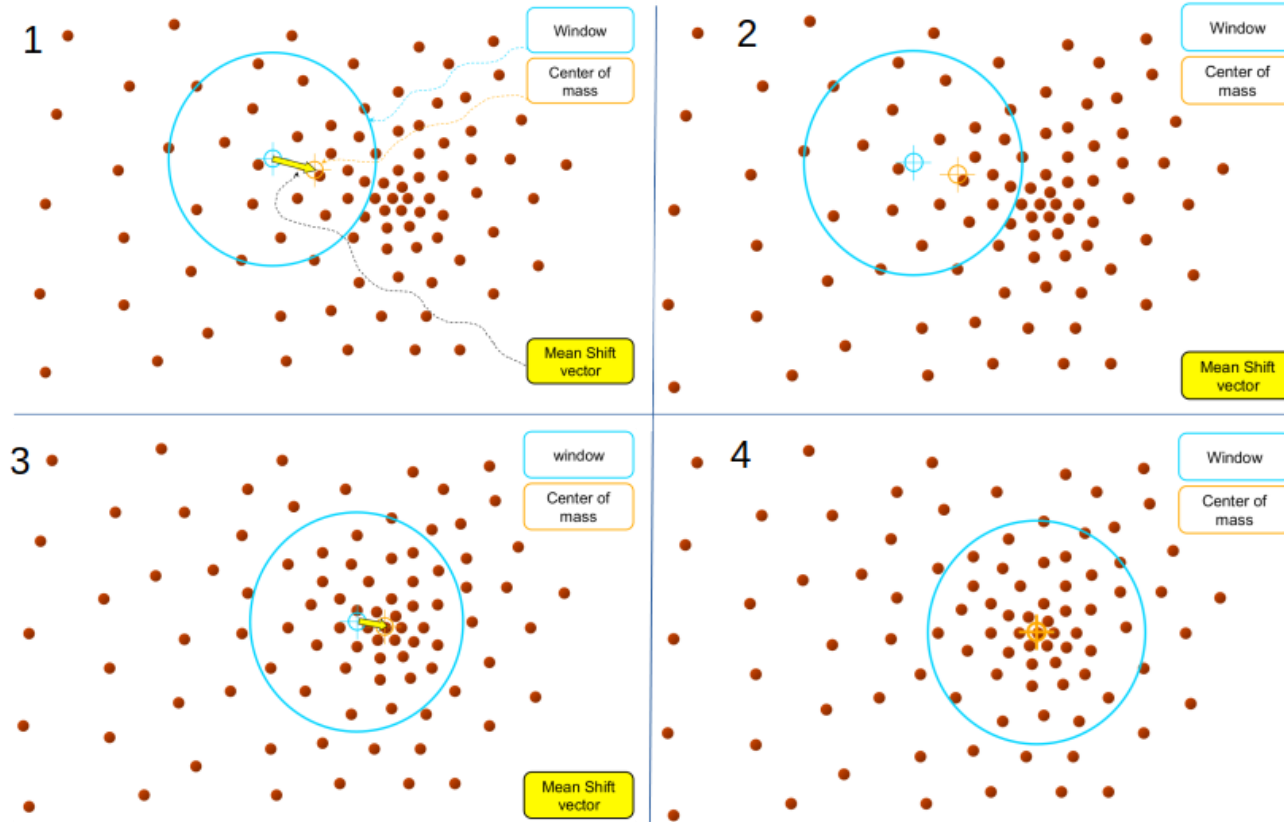 1
Window
Center of
mass
Mean Shift
vector
2
Window
Center of
mass
Mean Shift
vector
3
window
Center of
mass
Mean Shift
vector
4
Window
Center of
mass